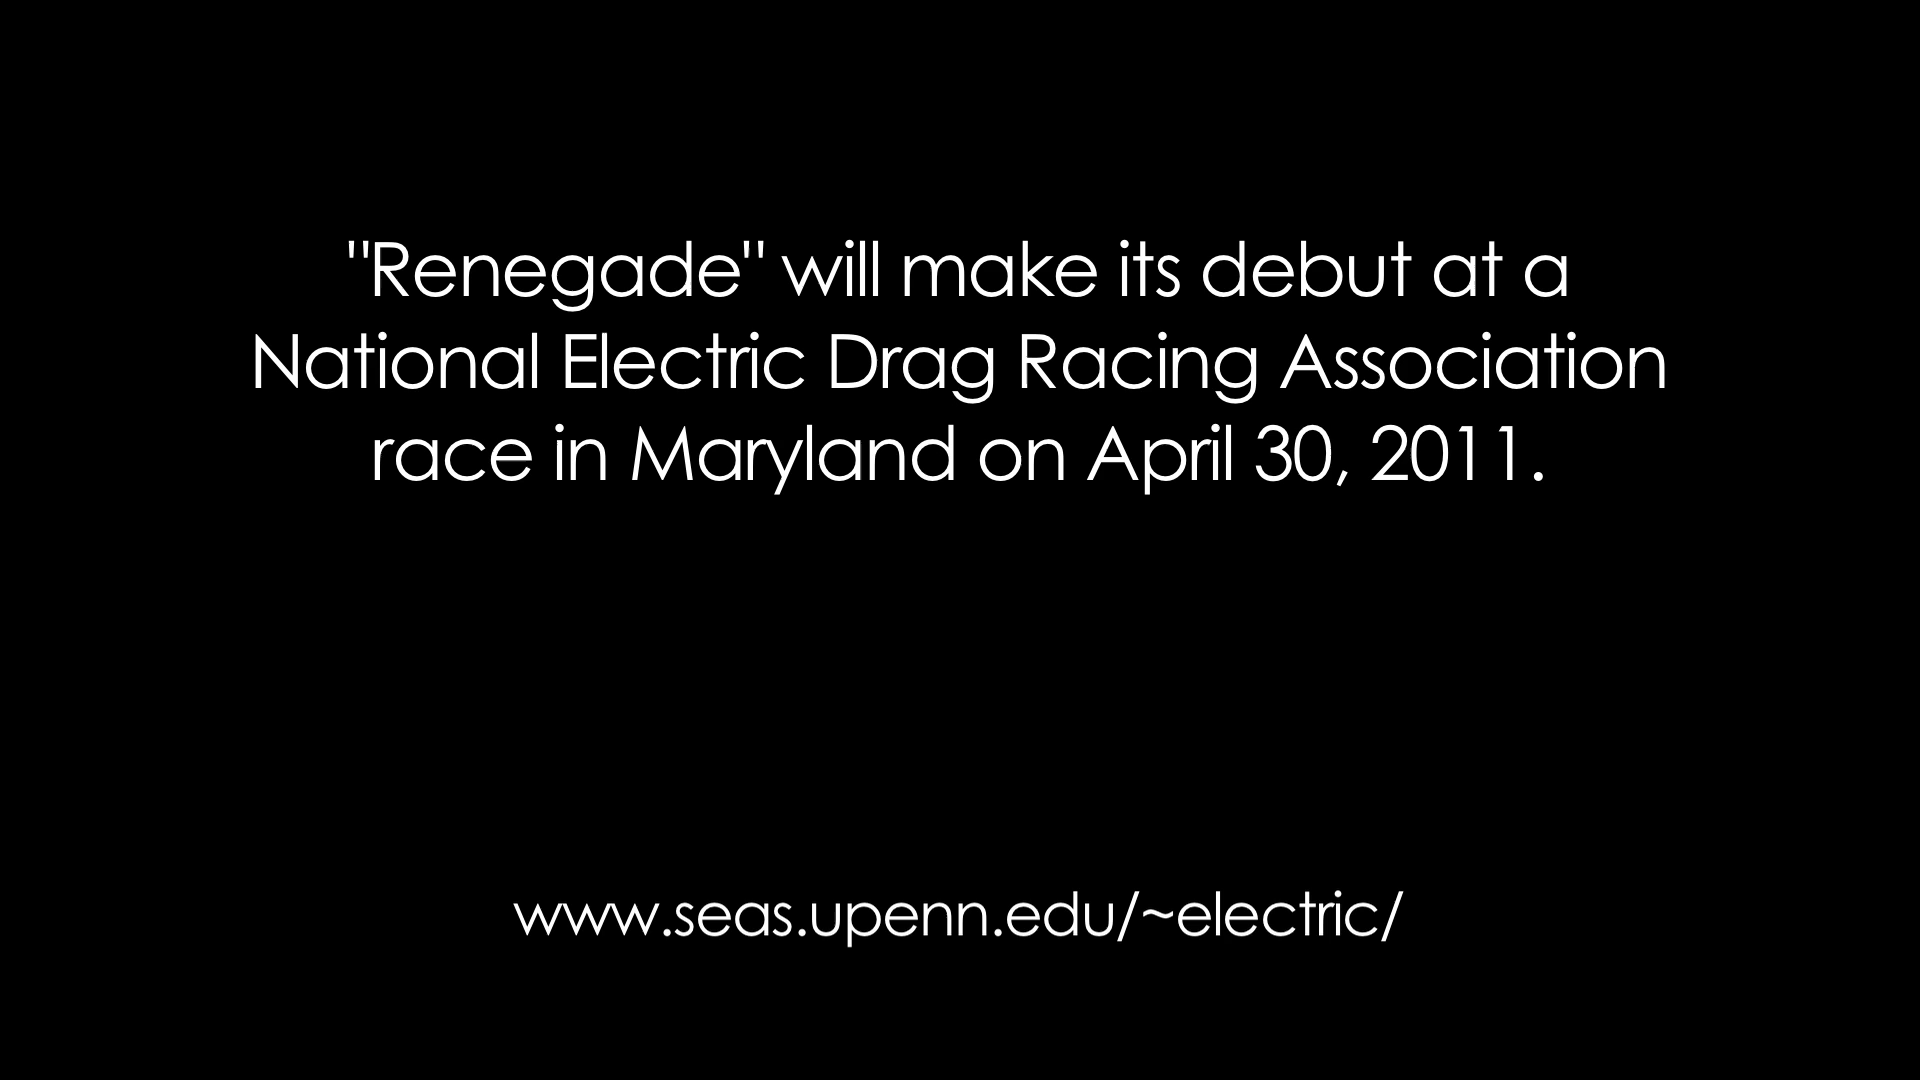 "Renegade" will make its debut at a
National Electric Drag Racing Association
race in Maryland on April 30, 2011.
www.seas.upenn.edu/~electric/